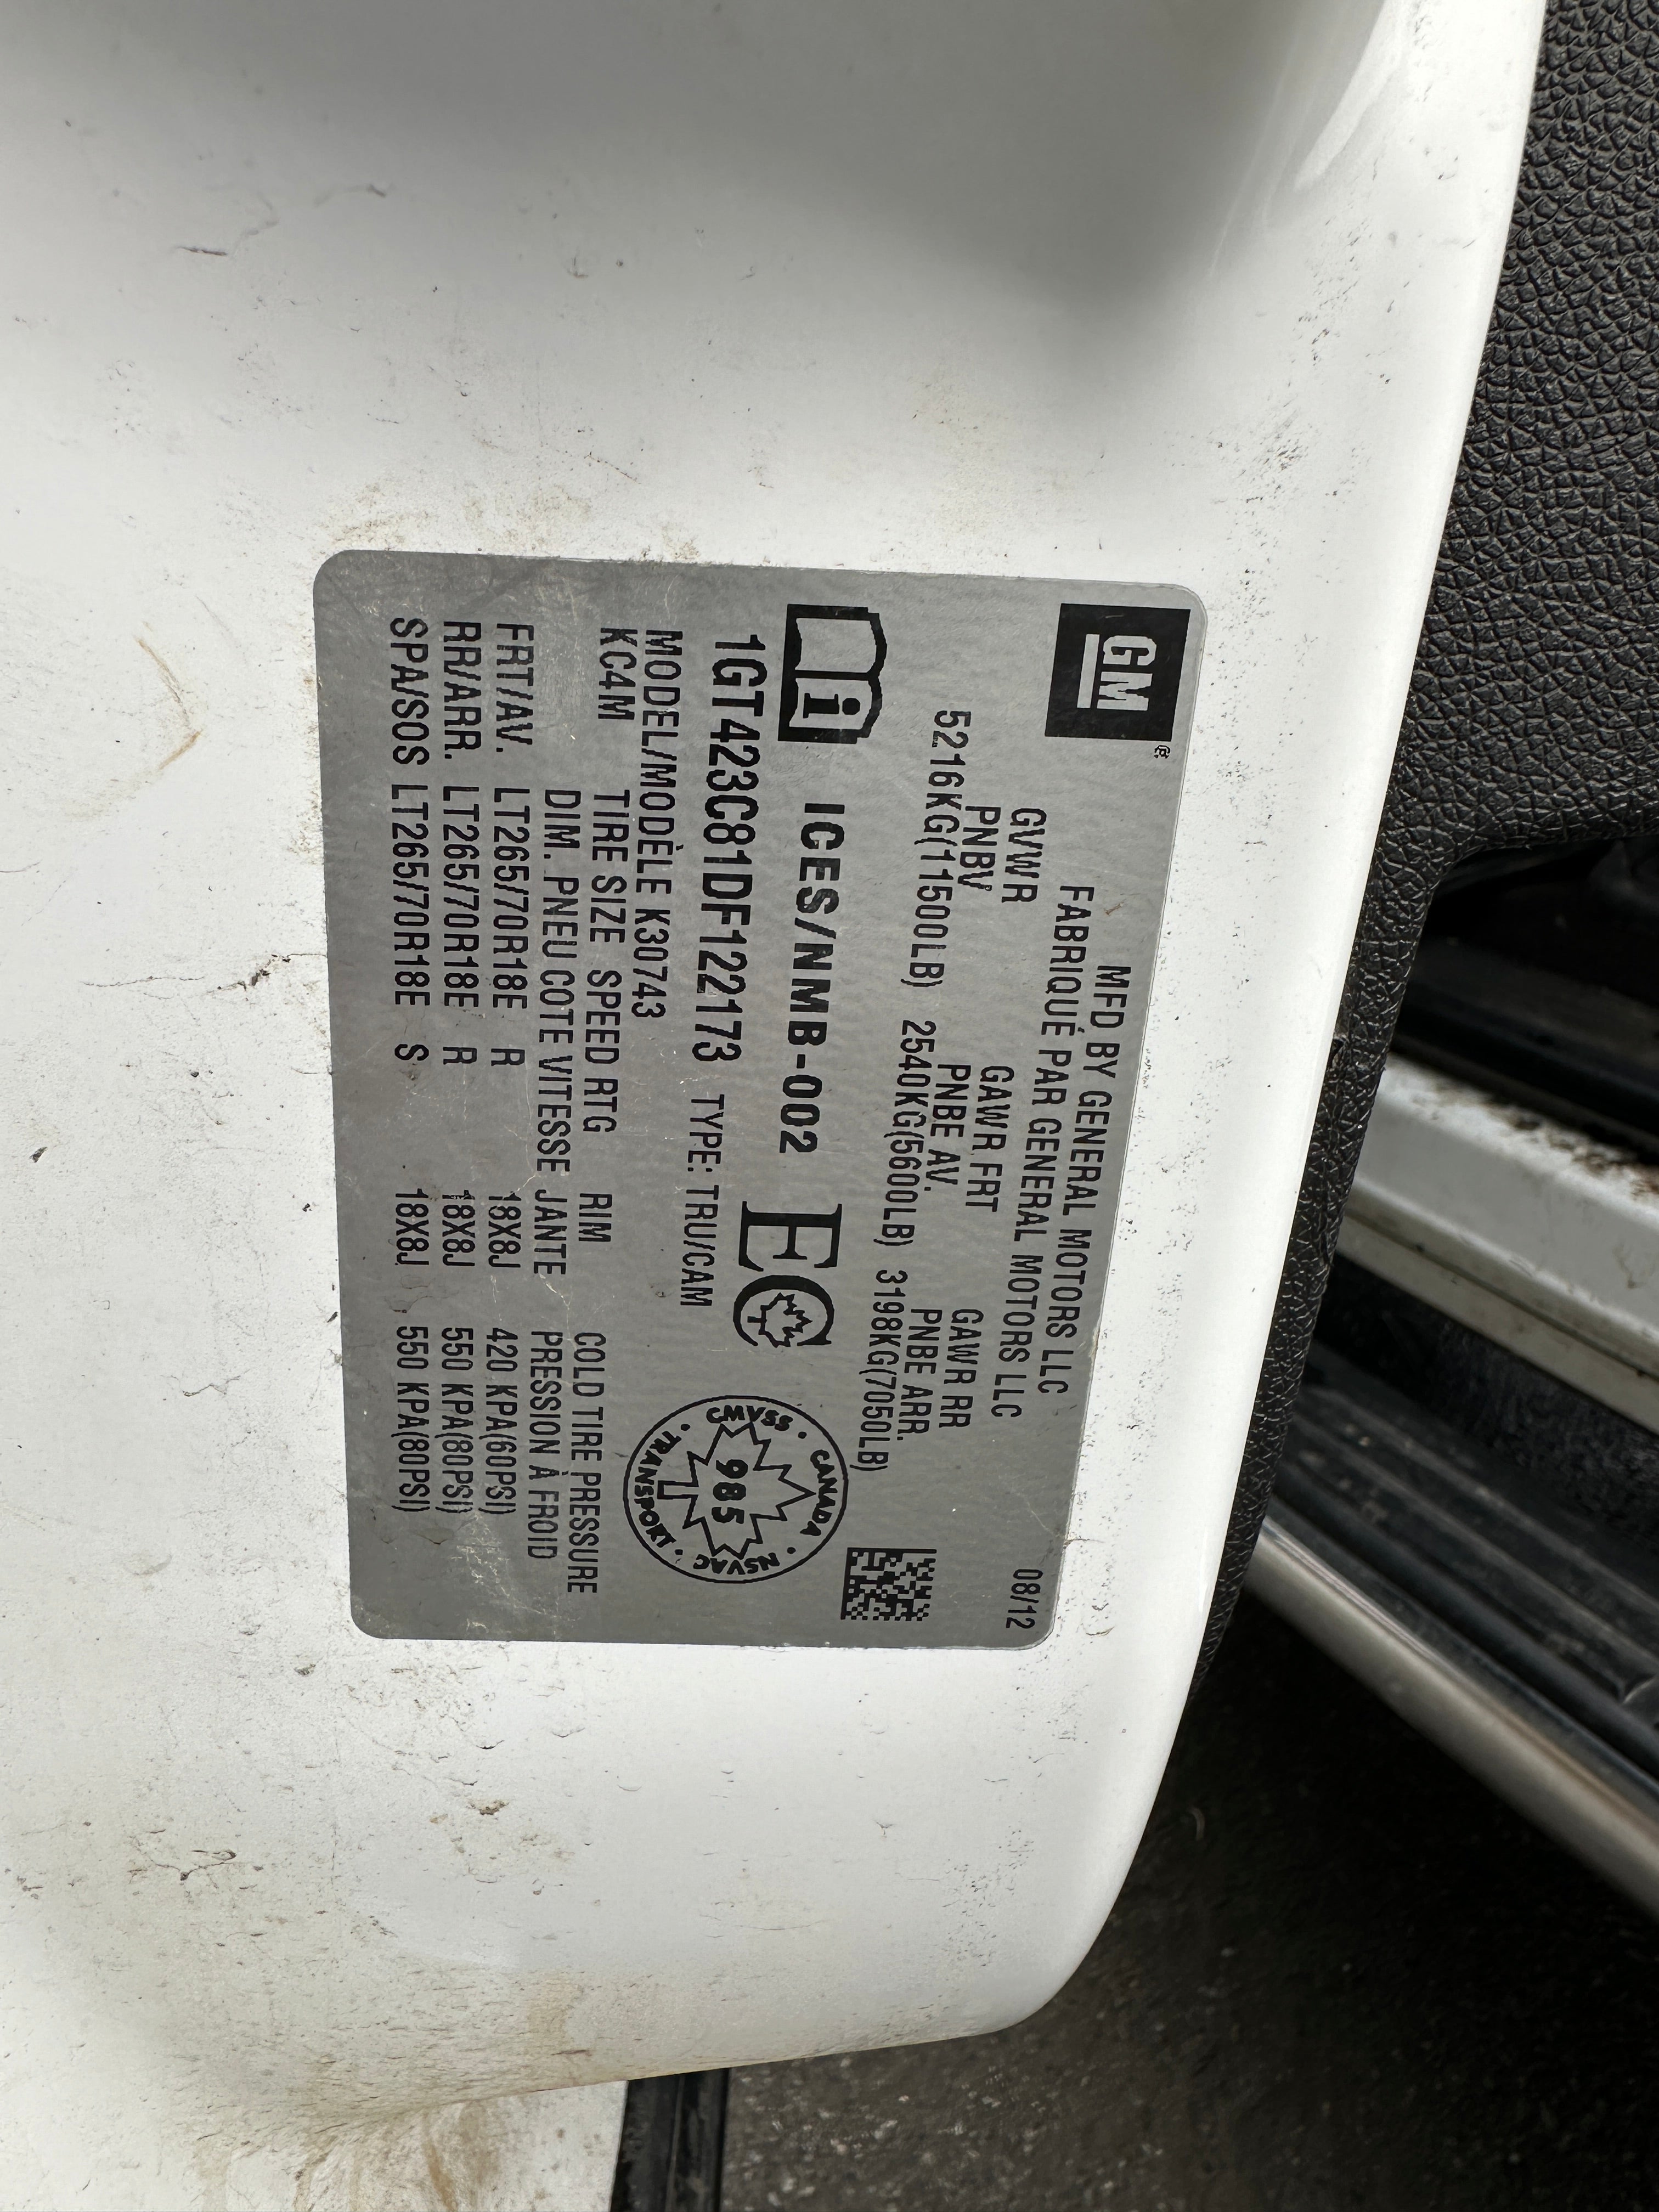 GM
MFD BY GENERAL MOTORS LLC
FABRIQUÉ PAR GENERAL MOTORS LLC
08/12
GVWR GAWR FRT GAWR RR
PNBV PNBE AV. PNBE ARR.
5216KG(11500LB) 2540KG(5600LB) 3198KG(7050LB)
i ICES/NMB-002 EC
CMVSS · CANADA · NSVAC · TRANSPORT ·
985
1GT423C81DF122173 TYPE: TRU/CAM
MODEL/MODÈLE K30743
KC4M TIRE SIZE SPEED RTG RIM COLD TIRE PRESSURE
DIM. PNEU COTE VITESSE JANTE PRESSION À FROID
FRT/AV. LT265/70R18E R 18X8J 420 KPA(60PSI)
RR/ARR. LT265/70R18E R 18X8J 550 KPA(80PSI)
SPA/SOS LT265/70R18E S 18X8J 550 KPA(80PSI)